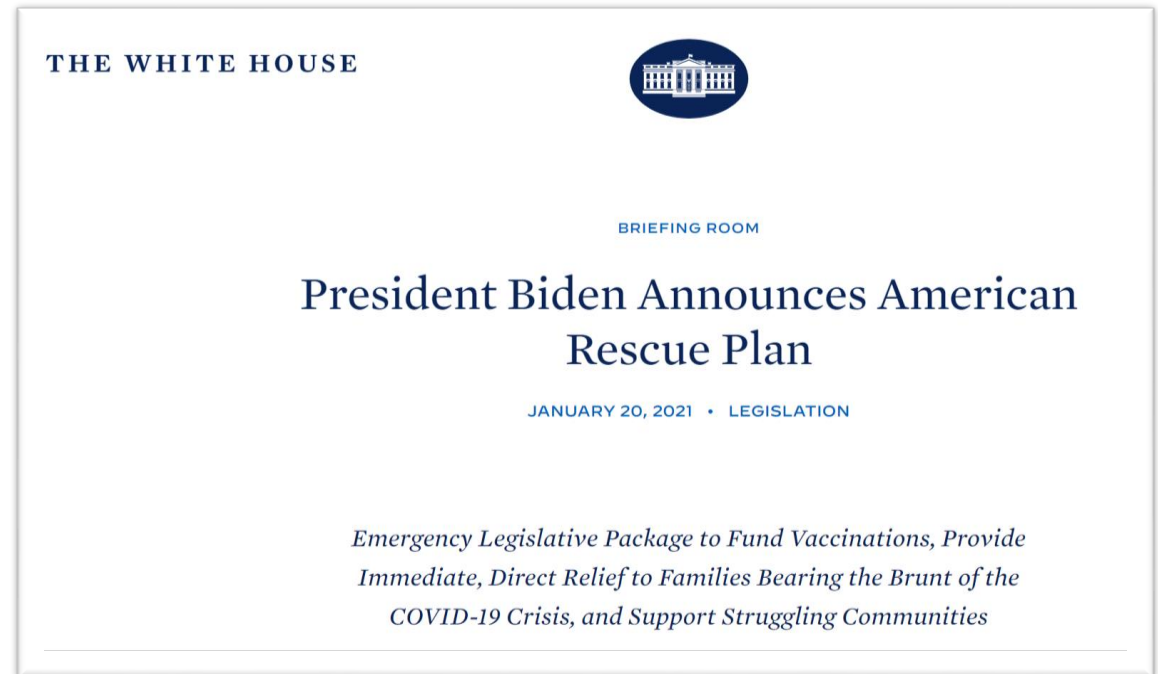 THE WHITE HOUSE
BRIEFING ROOM
President Biden Announces American
Rescue Plan
JANUARY 20, 2021 • LEGISLATION
Emergency Legislative Package to Fund Vaccinations, Provide
Immediate, Direct Relief to Families Bearing the Brunt of the
COVID-19 Crisis, and Support Struggling Communities